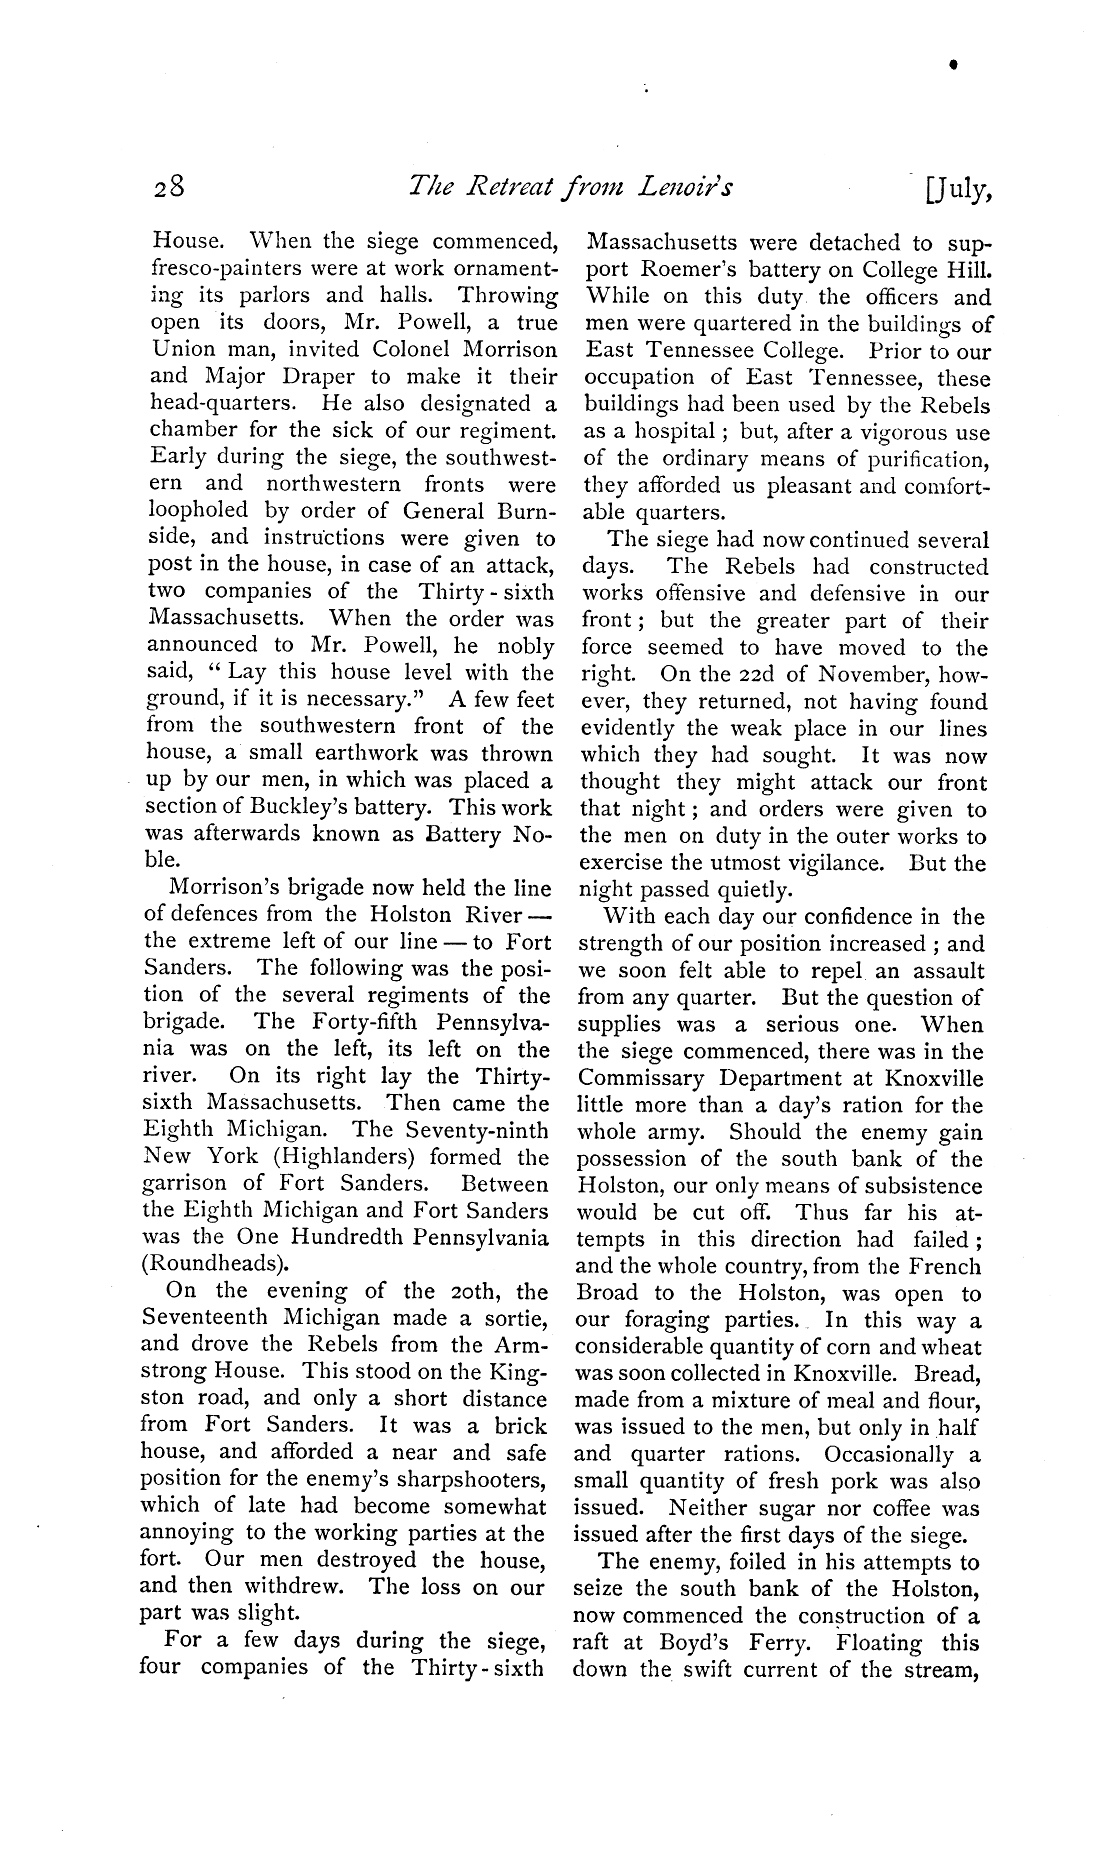 28
The Retreat from Lenoir's
[July,
House. When the siege commenced,
fresco-painters were at work ornament-
ing its parlors and halls. Throwing
open its doors, Mr. Powell, a true
Union man, invited Colonel Morrison
and Major Draper to make it their
head-quarters. He also designated a
chamber for the sick of our regiment.
Early during the siege, the southwest-
ern and northwestern fronts were
loopholed by order of General Burn-
side, and instructions were given to
post in the house, in case of an attack,
two companies of the Thirty-sixth
Massachusetts. When the order was
announced to Mr. Powell, he nobly
said, "Lay this house level with the
ground, if it is necessary." A few feet
from the southwestern front of the
house, a small earthwork was thrown
up by our men, in which was placed a
section of Buckley's battery. This work
was afterwards known as Battery No-
ble.
Morrison's brigade now held the line
of defences from the Holston River —
the extreme left of our line — to Fort
Sanders. The following was the posi-
tion of the several regiments of the
brigade. The Forty-fifth Pennsylva-
nia was on the left, its left on the
river. On its right lay the Thirty-
sixth Massachusetts. Then came the
Eighth Michigan. The Seventy-ninth
New York (Highlanders) formed the
garrison of Fort Sanders. Between
the Eighth Michigan and Fort Sanders
was the One Hundredth Pennsylvania
(Roundheads).
On the evening of the 20th, the
Seventeenth Michigan made a sortie,
and drove the Rebels from the Arm-
strong House. This stood on the King-
ston road, and only a short distance
from Fort Sanders. It was a brick
house, and afforded a near and safe
position for the enemy's sharpshooters,
which of late had become somewhat
annoying to the working parties at the
fort. Our men destroyed the house,
and then withdrew. The loss on our
part was slight.
For a few days during the siege,
four companies of the Thirty-sixth
Massachusetts were detached to sup-
port Roemer's battery on College Hill.
While on this duty the officers and
men were quartered in the buildings of
East Tennessee College. Prior to our
occupation of East Tennessee, these
buildings had been used by the Rebels
as a hospital; but, after a vigorous use
of the ordinary means of purification,
they afforded us pleasant and comfort-
able quarters.
The siege had now continued several
days. The Rebels had constructed
works offensive and defensive in our
front; but the greater part of their
force seemed to have moved to the
right. On the 22d of November, how-
ever, they returned, not having found
evidently the weak place in our lines
which they had sought. It was now
thought they might attack our front
that night; and orders were given to
the men on duty in the outer works to
exercise the utmost vigilance. But the
night passed quietly.
With each day our confidence in the
strength of our position increased; and
we soon felt able to repel an assault
from any quarter. But the question of
supplies was a serious one. When
the siege commenced, there was in the
Commissary Department at Knoxville
little more than a day's ration for the
whole army. Should the enemy gain
possession of the south bank of the
Holston, our only means of subsistence
would be cut off. Thus far his at-
tempts in this direction had failed;
and the whole country, from the French
Broad to the Holston, was open to
our foraging parties. In this way a
considerable quantity of corn and wheat
was soon collected in Knoxville. Bread,
made from a mixture of meal and flour,
was issued to the men, but only in half
and quarter rations. Occasionally a
small quantity of fresh pork was also
issued. Neither sugar nor coffee was
issued after the first days of the siege.
The enemy, foiled in his attempts to
seize the south bank of the Holston,
now commenced the construction of a
raft at Boyd's Ferry. Floating this
down the swift current of the stream,